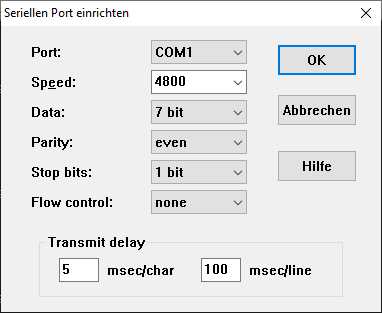 Seriellen Port einrichten
Port: COM1
OK
Speed: 4800
Data: 7 bit
Abbrechen
Parity: even
Stop bits: 1 bit
Hilfe
Flow control: none
Transmit delay
5 msec/char 100 msec/line